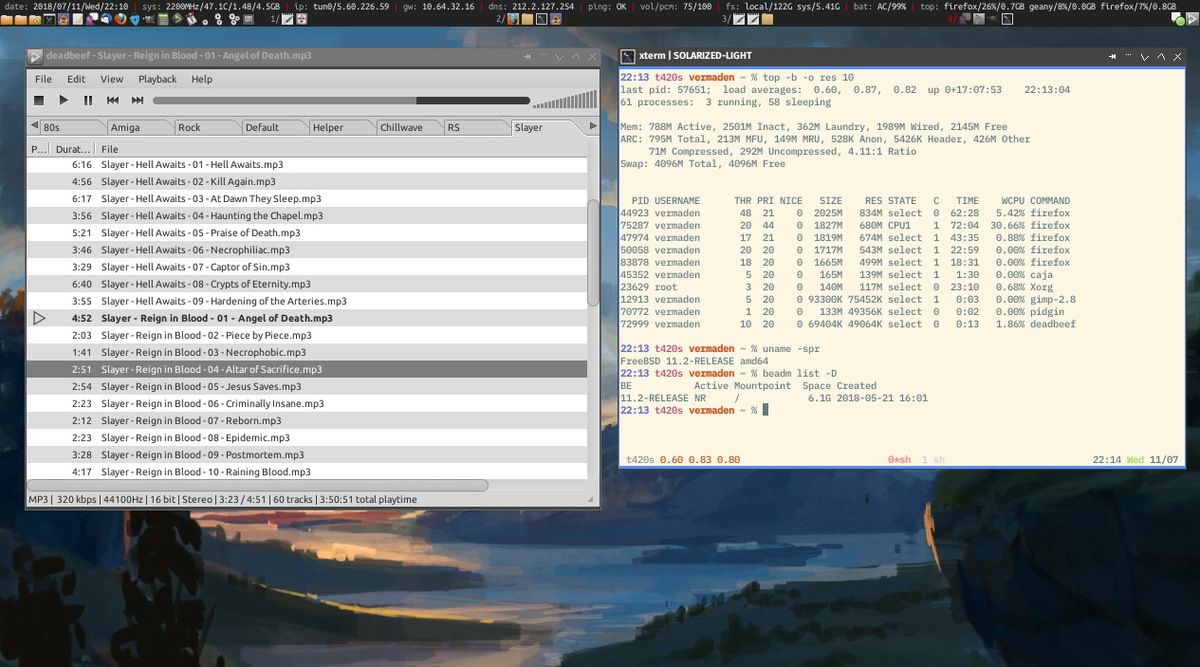 date: 2018/07/11/Wed/22:10 | sys: 2200MHz/47.1C/1.48/4.5GB | ip: tun0/5.60.226.59 | gw: 10.64.32.16 | dns: 212.2.127.254 | ping: OK | vol/pcm: 75/100 | fs: local/122G sys/5.41G | bat: AC/99% | top: firefox/26%/0.7GB geany/8%/0.0GB firefox/7%/0.8GB
1/ 2/ 3/ 4/
deadbeef - Slayer - Reign in Blood - 01 - Angel of Death.mp3
File Edit View Playback Help
80s Amiga Rock Default Helper Chillwave RS Slayer
P... Durat... File
6:16 Slayer - Hell Awaits - 01 - Hell Awaits.mp3
4:56 Slayer - Hell Awaits - 02 - Kill Again.mp3
6:17 Slayer - Hell Awaits - 03 - At Dawn They Sleep.mp3
3:56 Slayer - Hell Awaits - 04 - Haunting the Chapel.mp3
5:21 Slayer - Hell Awaits - 05 - Praise of Death.mp3
3:46 Slayer - Hell Awaits - 06 - Necrophiliac.mp3
3:29 Slayer - Hell Awaits - 07 - Captor of Sin.mp3
6:40 Slayer - Hell Awaits - 08 - Crypts of Eternity.mp3
3:55 Slayer - Hell Awaits - 09 - Hardening of the Arteries.mp3
4:52 Slayer - Reign in Blood - 01 - Angel of Death.mp3
2:03 Slayer - Reign in Blood - 02 - Piece by Piece.mp3
1:41 Slayer - Reign in Blood - 03 - Necrophobic.mp3
2:51 Slayer - Reign in Blood - 04 - Altar of Sacrifice.mp3
2:54 Slayer - Reign in Blood - 05 - Jesus Saves.mp3
2:23 Slayer - Reign in Blood - 06 - Criminally Insane.mp3
2:12 Slayer - Reign in Blood - 07 - Reborn.mp3
2:23 Slayer - Reign in Blood - 08 - Epidemic.mp3
3:28 Slayer - Reign in Blood - 09 - Postmortem.mp3
4:17 Slayer - Reign in Blood - 10 - Raining Blood.mp3
MP3 | 320 kbps | 44100Hz | 16 bit | Stereo | 3:23 / 4:51 | 60 tracks | 3:50:51 total playtime
xterm | SOLARIZED-LIGHT
22:13 t420s vermaden ~ % top -b -o res 10
last pid: 57651; load averages: 0.60, 0.87, 0.82 up 0+17:07:53 22:13:04
61 processes: 3 running, 58 sleeping
Mem: 788M Active, 2501M Inact, 362M Laundry, 1989M Wired, 2145M Free
ARC: 795M Total, 213M MFU, 149M MRU, 528K Anon, 5426K Header, 426M Other
71M Compressed, 292M Uncompressed, 4.11:1 Ratio
Swap: 4096M Total, 4096M Free
PID USERNAME THR PRI NICE SIZE RES STATE C TIME WCPU COMMAND
44923 vermaden 48 21 0 2025M 834M select 0 62:28 5.42% firefox
75287 vermaden 20 44 0 1827M 680M CPU1 1 72:04 30.66% firefox
47974 vermaden 17 21 0 1819M 674M select 1 43:35 0.88% firefox
50058 vermaden 20 20 0 1717M 543M select 1 22:59 0.00% firefox
83878 vermaden 18 20 0 1665M 499M select 1 18:31 0.00% firefox
45352 vermaden 5 20 0 165M 139M select 1 1:30 0.00% caja
23629 root 3 20 0 140M 117M select 0 23:10 0.68% Xorg
12913 vermaden 5 20 0 93300K 75452K select 1 0:03 0.00% gimp-2.8
70772 vermaden 1 20 0 133M 49356K select 0 0:02 0.00% pidgin
72999 vermaden 10 20 0 69404K 49064K select 0 0:13 1.86% deadbeef
22:13 t420s vermaden ~ % uname -spr
FreeBSD 11.2-RELEASE amd64
22:13 t420s vermaden ~ % beadm list -D
BE Active Mountpoint Space Created
11.2-RELEASE NR / 6.1G 2018-05-21 16:01
22:13 t420s vermaden ~ %
t420s 0.60 0.83 0.80 0*sh 1 sh 22:14 Wed 11/07